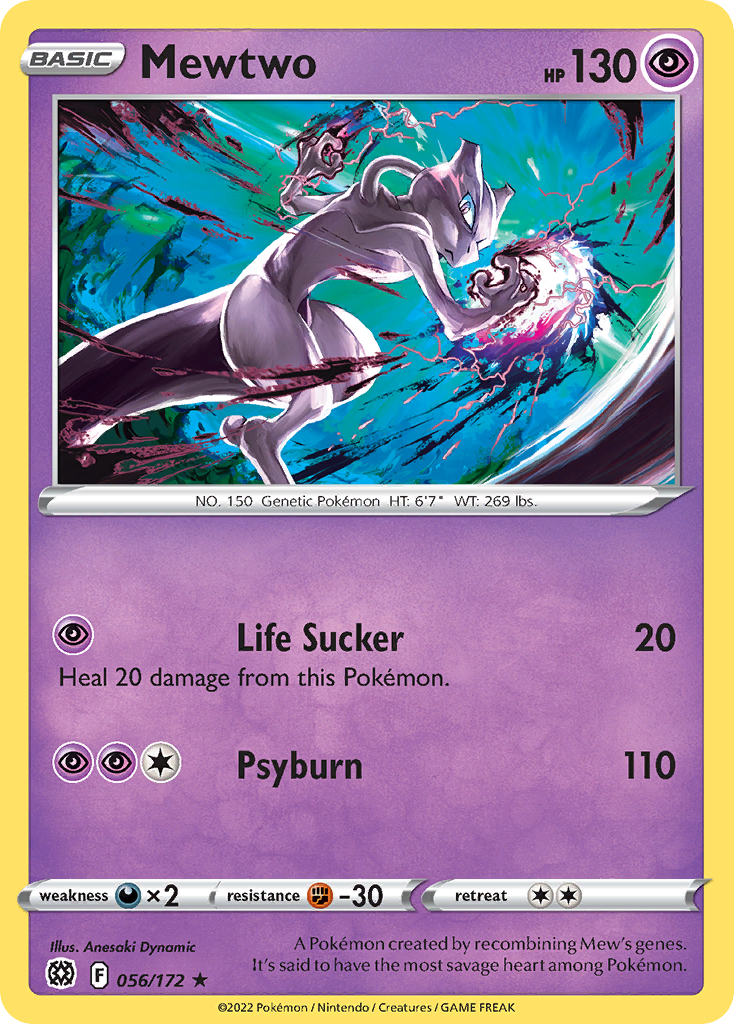 BASIC Mewtwo HP 130
NO. 150 Genetic Pokémon HT: 6'7" WT: 269 lbs.
Life Sucker 20
Heal 20 damage from this Pokémon.
Psyburn 110
weakness ×2 resistance -30 retreat
Illus. Anesaki Dynamic
A Pokémon created by recombining Mew's genes.
It's said to have the most savage heart among Pokémon.
F 056/172 ★
©2022 Pokémon / Nintendo / Creatures / GAME FREAK